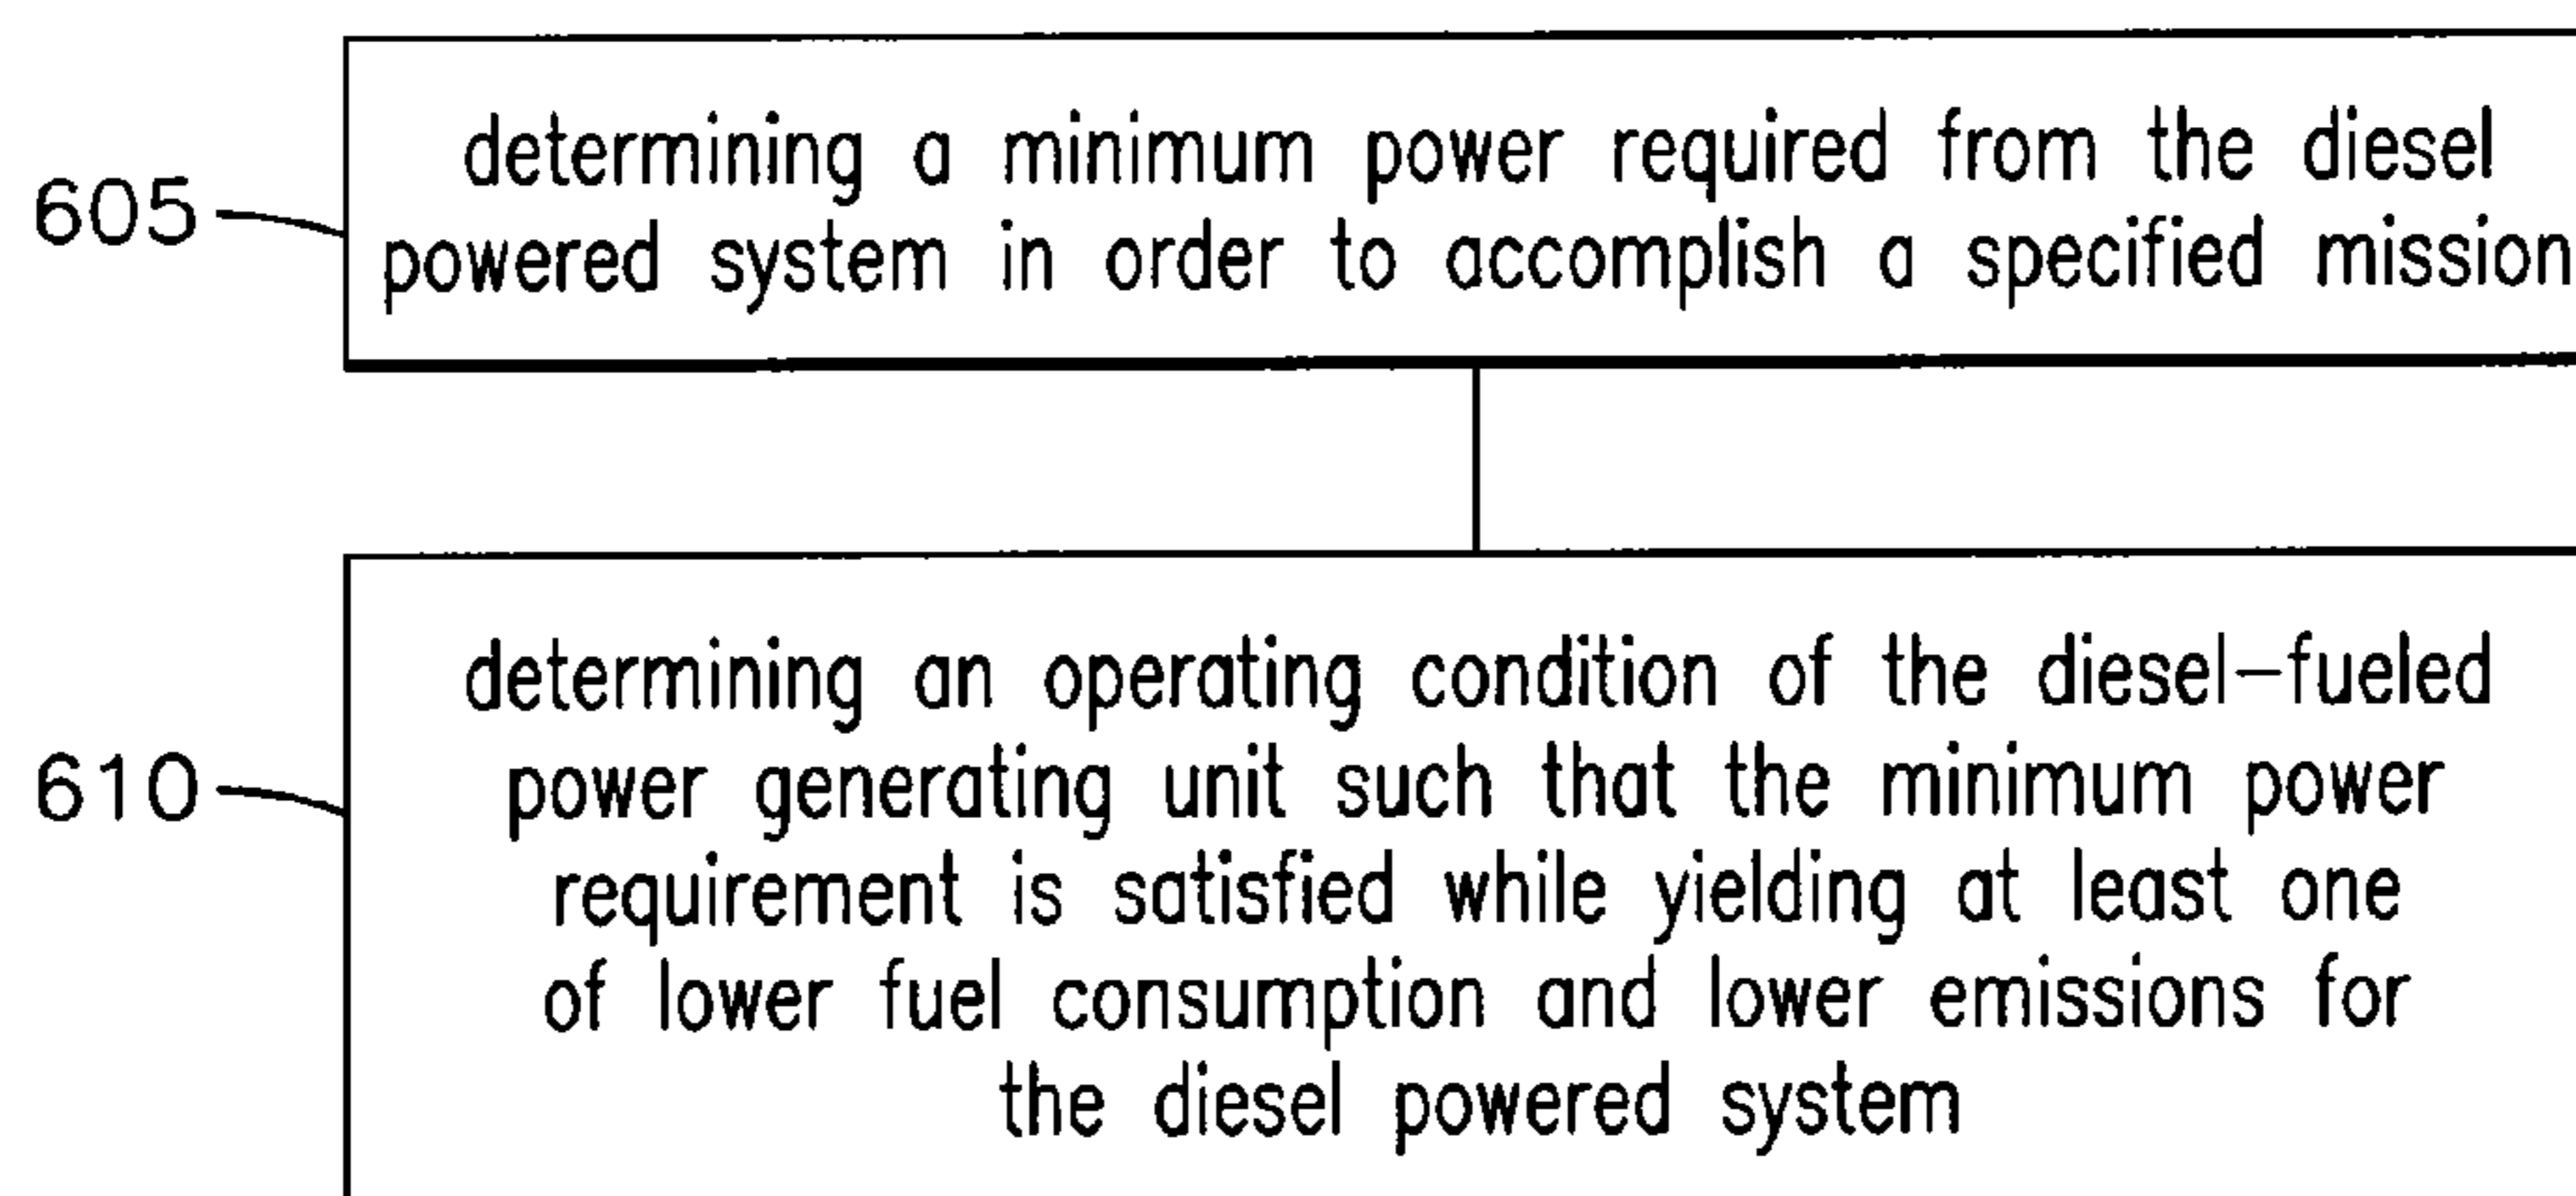 605
determining a minimum power required from the diesel
powered system in order to accomplish a specified mission
610
determining an operating condition of the diesel-fueled
power generating unit such that the minimum power
requirement is satisfied while yielding at least one
of lower fuel consumption and lower emissions for
the diesel powered system